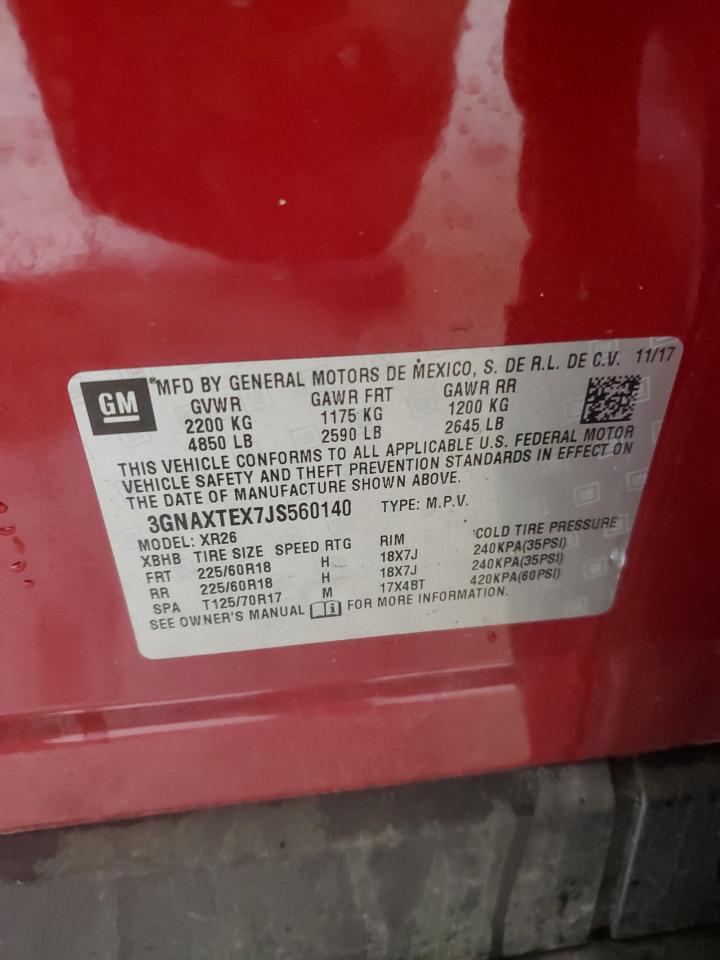 GM
*MFD BY GENERAL MOTORS DE MEXICO, S. DE R.L. DE C.V. 11/17
GVWR GAWR FRT GAWR RR
2200 KG 1175 KG 1200 KG
4850 LB 2590 LB 2645 LB
THIS VEHICLE CONFORMS TO ALL APPLICABLE U.S. FEDERAL MOTOR
VEHICLE SAFETY AND THEFT PREVENTION STANDARDS IN EFFECT ON
THE DATE OF MANUFACTURE SHOWN ABOVE.
3GNAXTEX7JS560140 TYPE: M.P.V.
MODEL: XR26
XBHB TIRE SIZE SPEED RTG RIM COLD TIRE PRESSURE
FRT 225/60R18 H 18X7J 240KPA(35PSI)
RR 225/60R18 H 18X7J 240KPA(35PSI)
SPA T125/70R17 M 17X4BT 420KPA(60PSI)
SEE OWNER'S MANUAL i FOR MORE INFORMATION.